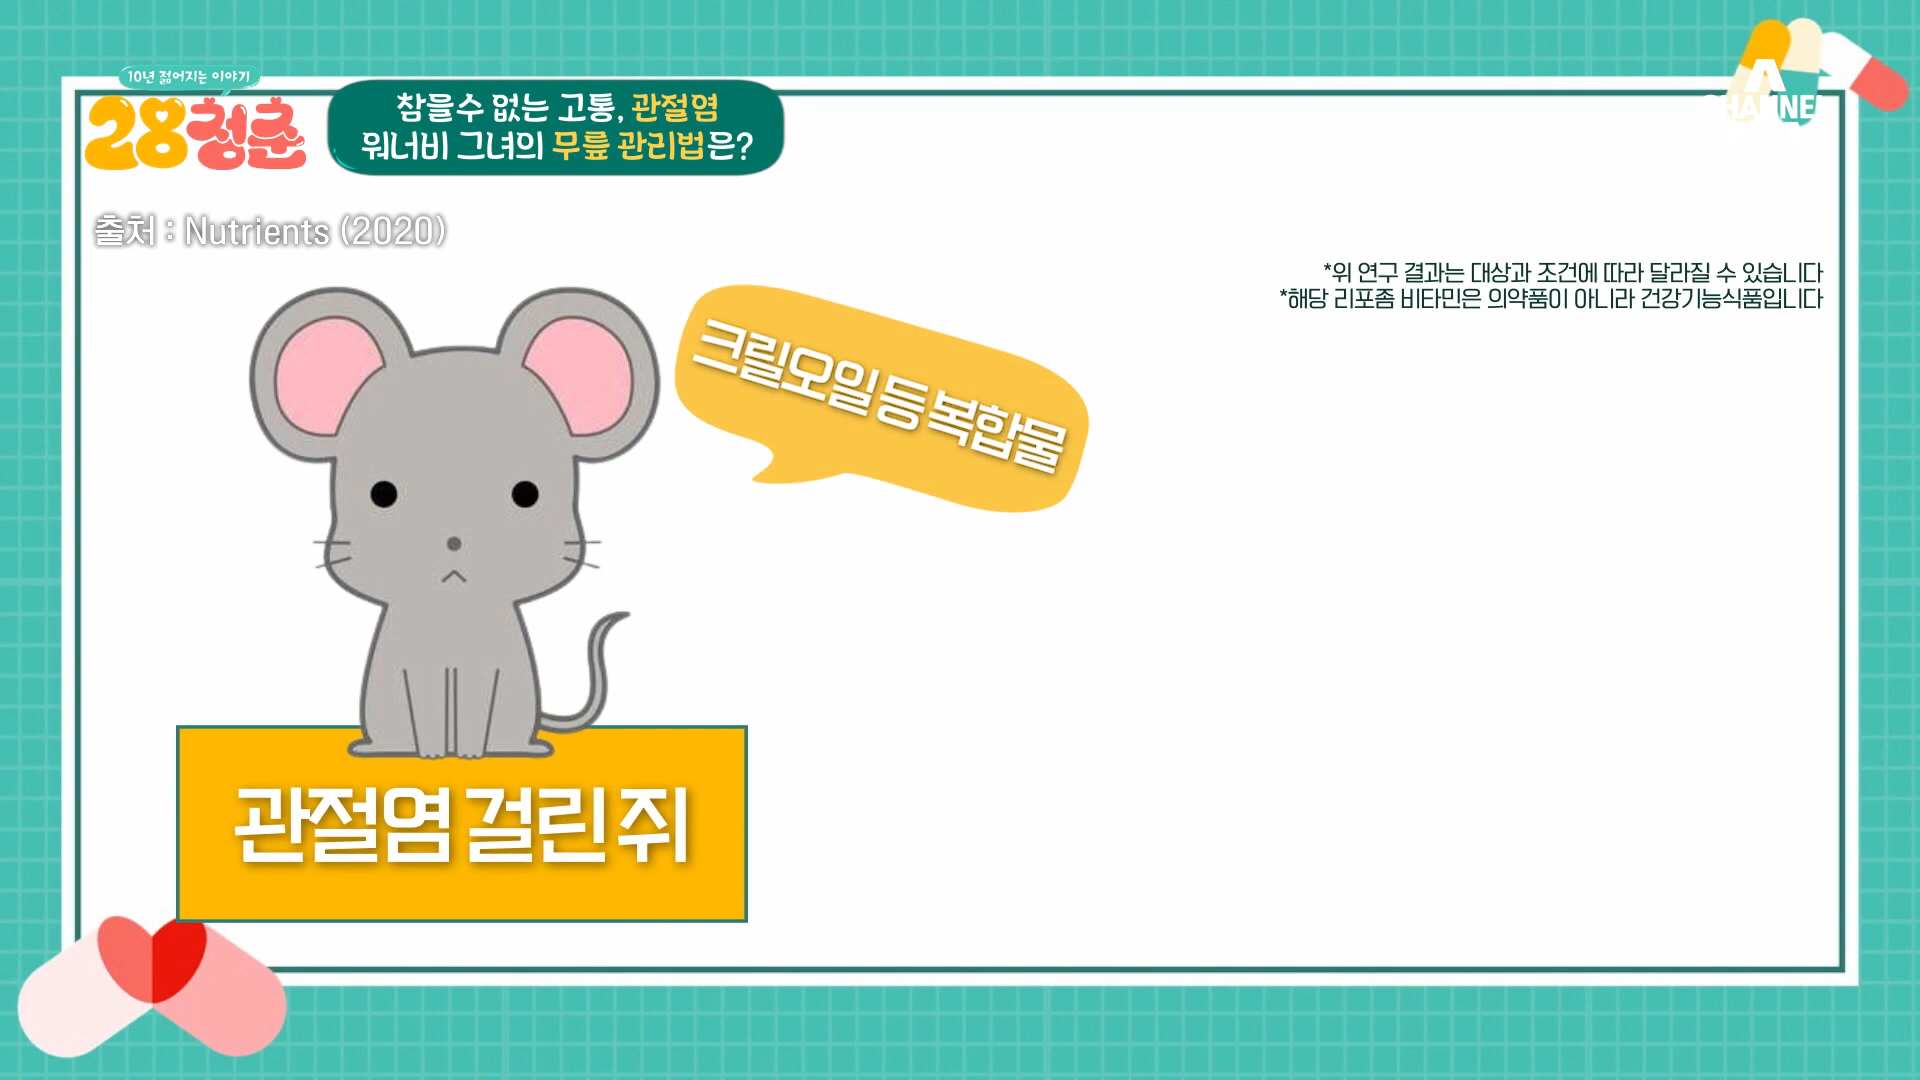 10년 젊어지는 이야기
28청춘
참을수 없는 고통, 관절염
워너비 그녀의 무릎 관리법은?
CHANNEL A
출처 : Nutrients (2020)
*위 연구 결과는 대상과 조건에 따라 달라질 수 있습니다
*해당 리포좀 비타민은 의약품이 아니라 건강기능식품입니다
크릴오일 등 복합물
관절염 걸린 쥐